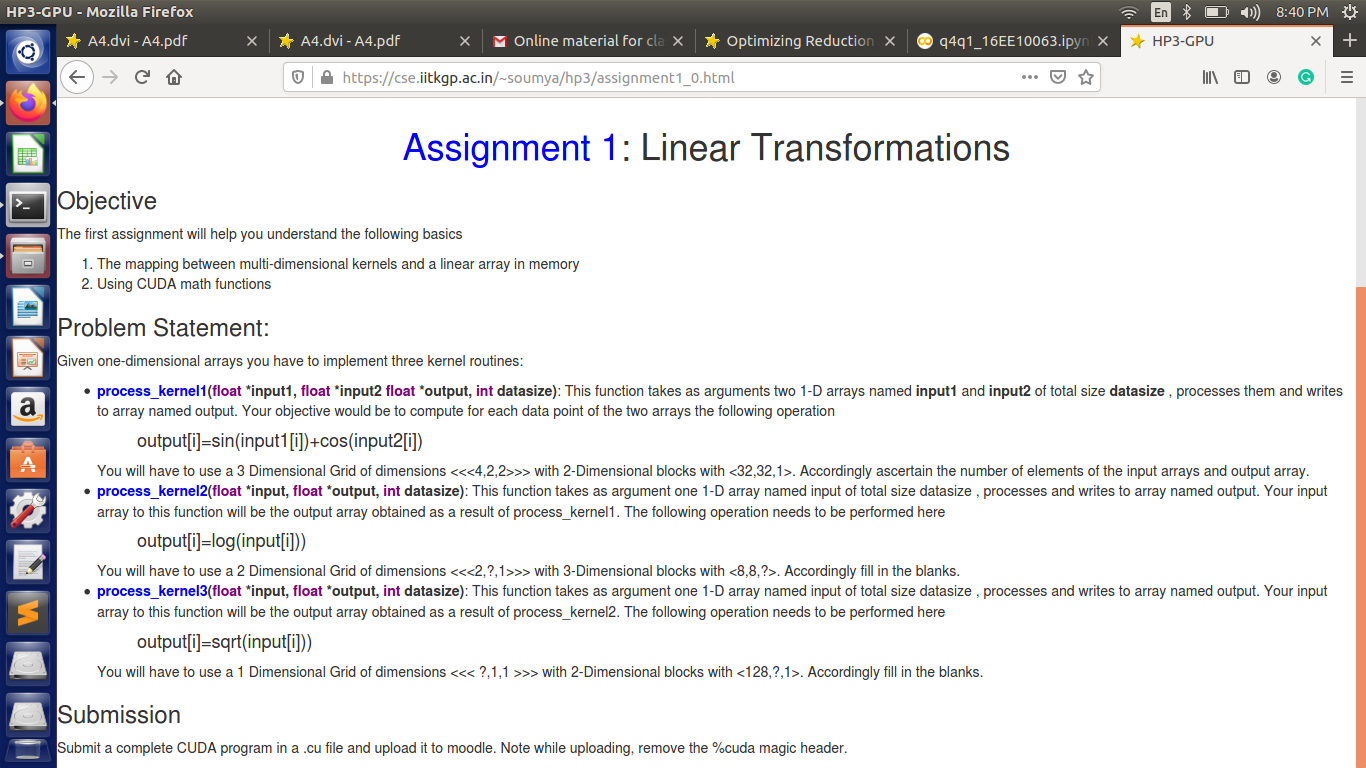 HP3-GPU - Mozilla Firefox
En
8:40 PM
A4.dvi - A4.pdf
A4.dvi - A4.pdf
Online material for cla
Optimizing Reduction
q4q1_16EE10063.ipyn
HP3-GPU
https://cse.iitkgp.ac.in/~soumya/hp3/assignment1_0.html
Assignment 1: Linear Transformations
Objective
The first assignment will help you understand the following basics
1. The mapping between multi-dimensional kernels and a linear array in memory
2. Using CUDA math functions
Problem Statement:
Given one-dimensional arrays you have to implement three kernel routines:
• process_kernel1(float *input1, float *input2 float *output, int datasize): This function takes as arguments two 1-D arrays named input1 and input2 of total size datasize , processes them and writes
to array named output. Your objective would be to compute for each data point of the two arrays the following operation
output[i]=sin(input1[i])+cos(input2[i])
You will have to use a 3 Dimensional Grid of dimensions <<<4,2,2>>> with 2-Dimensional blocks with <32,32,1>. Accordingly ascertain the number of elements of the input arrays and output array.
• process_kernel2(float *input, float *output, int datasize): This function takes as argument one 1-D array named input of total size datasize , processes and writes to array named output. Your input
array to this function will be the output array obtained as a result of process_kernel1. The following operation needs to be performed here
output[i]=log(input[i]))
You will have to use a 2 Dimensional Grid of dimensions <<<2,?,1>>> with 3-Dimensional blocks with <8,8,?>. Accordingly fill in the blanks.
• process_kernel3(float *input, float *output, int datasize): This function takes as argument one 1-D array named input of total size datasize , processes and writes to array named output. Your input
array to this function will be the output array obtained as a result of process_kernel2. The following operation needs to be performed here
output[i]=sqrt(input[i]))
You will have to use a 1 Dimensional Grid of dimensions <<< ?,1,1 >>> with 2-Dimensional blocks with <128,?,1>. Accordingly fill in the blanks.
Submission
Submit a complete CUDA program in a .cu file and upload it to moodle. Note while uploading, remove the %cuda magic header.